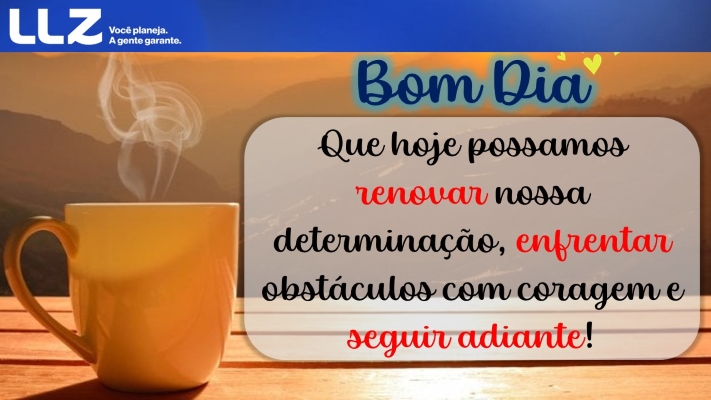 LLZ
Você planeja.
A gente garante.
Bom Dia
Que hoje possamos
renovar nossa
determinação, enfrentar
obstáculos com coragem e
seguir adiante!